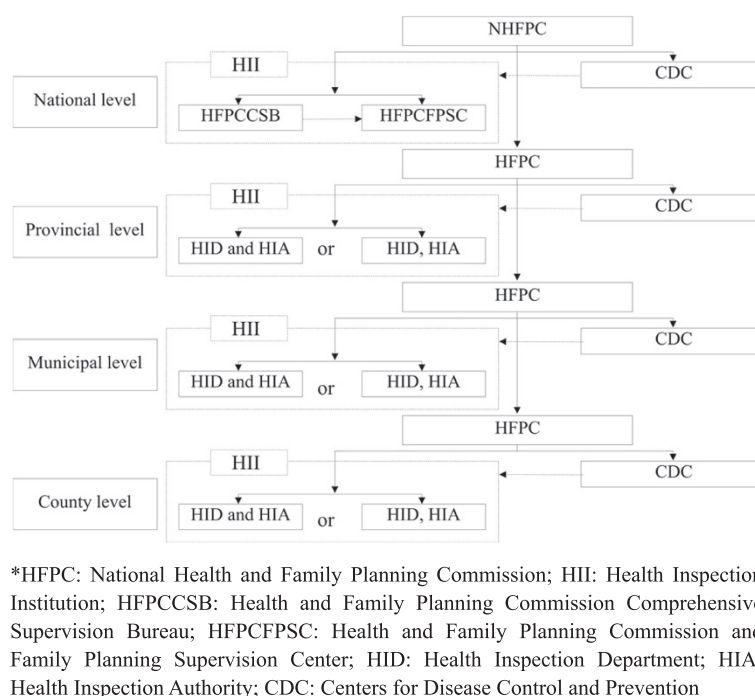 NHFPC
HII
CDC
National level
HFPCCSB
HFPCFPSC
HFPC
HII
CDC
Provincial level
HID and HIA or HID, HIA
HFPC
HII
CDC
Municipal level
HID and HIA or HID, HIA
HFPC
HII
CDC
County level
HID and HIA or HID, HIA
*HFPC: National Health and Family Planning Commission; HII: Health Inspection
Institution; HFPCCSB: Health and Family Planning Commission Comprehensive
Supervision Bureau; HFPCFPSC: Health and Family Planning Commission and
Family Planning Supervision Center; HID: Health Inspection Department; HIA:
Health Inspection Authority; CDC: Centers for Disease Control and Prevention